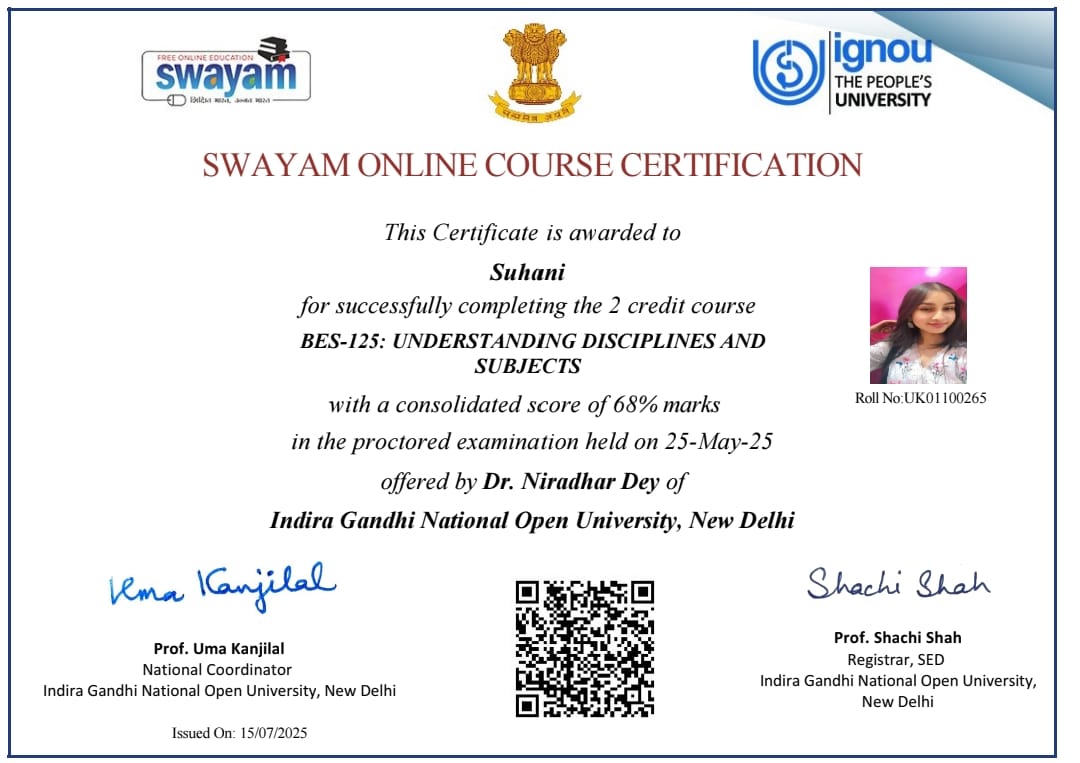 FREE ONLINE EDUCATION
swayam
शिक्षित भारत, उन्नत भारत
सत्यमेव जयते
ignou
THE PEOPLE'S
UNIVERSITY
SWAYAM ONLINE COURSE CERTIFICATION
This Certificate is awarded to
Suhani
for successfully completing the 2 credit course
BES-125: UNDERSTANDING DISCIPLINES AND
SUBJECTS
with a consolidated score of 68% marks
in the proctored examination held on 25-May-25
offered by Dr. Niradhar Dey of
Indira Gandhi National Open University, New Delhi
Roll No:UK01100265
Uma Kanjilal
Prof. Uma Kanjilal
National Coordinator
Indira Gandhi National Open University, New Delhi
Issued On: 15/07/2025
Shachi Shah
Prof. Shachi Shah
Registrar, SED
Indira Gandhi National Open University,
New Delhi